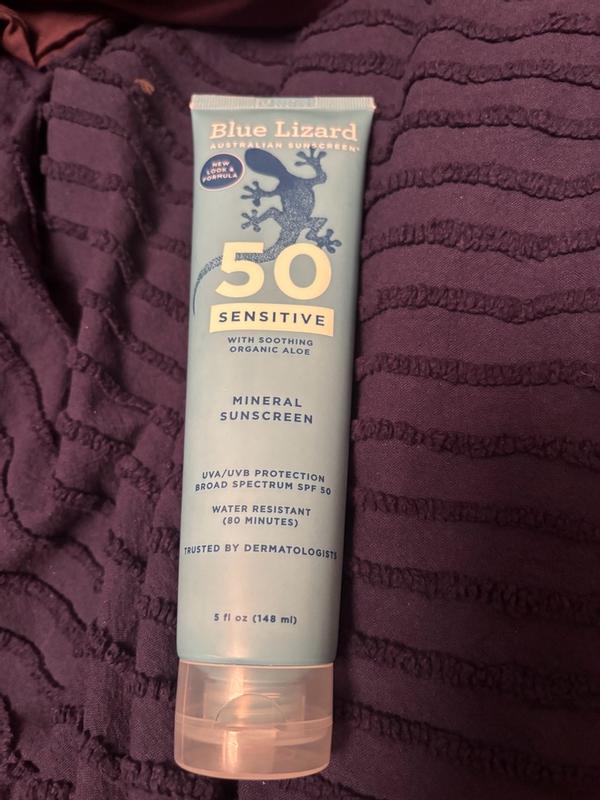 Blue Lizard
AUSTRALIAN SUNSCREEN
NEW
LOOK &
FORMULA
50
SENSITIVE
WITH SOOTHING
ORGANIC ALOE
MINERAL
SUNSCREEN
UVA/UVB PROTECTION
BROAD SPECTRUM SPF 50
WATER RESISTANT
(80 MINUTES)
TRUSTED BY DERMATOLOGISTS
5 fl oz (148 ml)